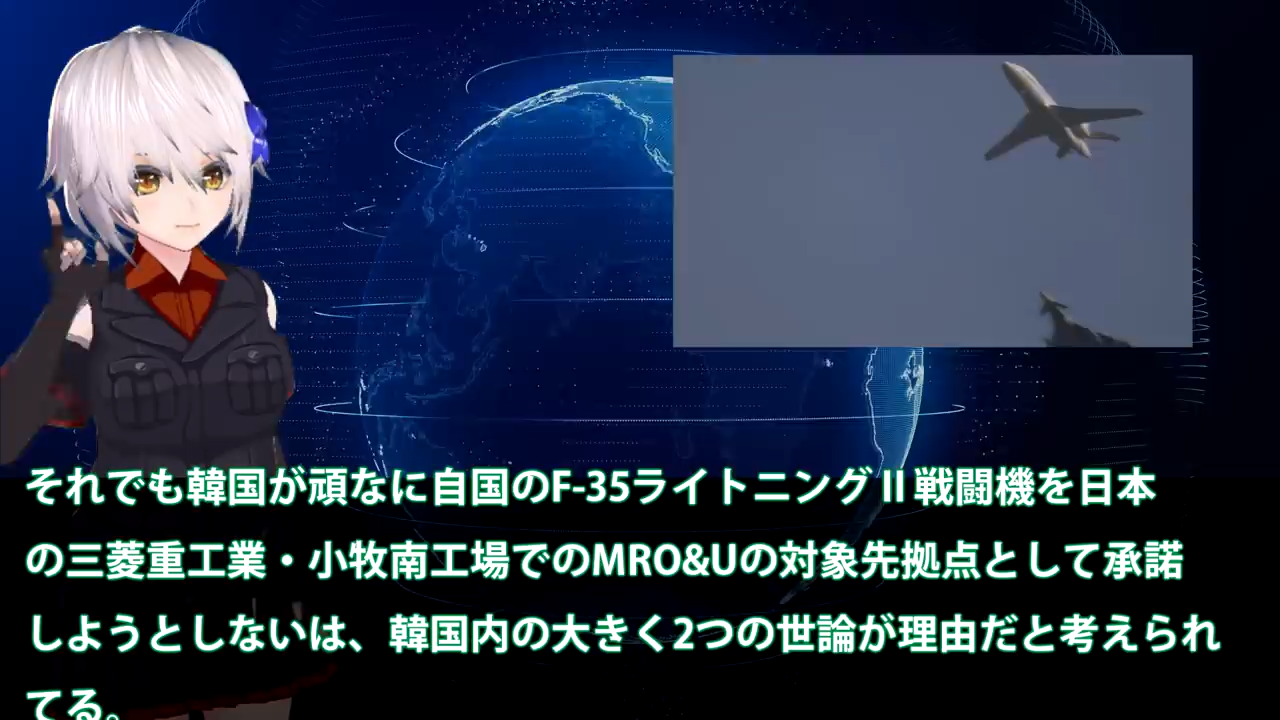 それでも韓国が頑なに自国のF-35ライトニングⅡ戦闘機を日本
の三菱重工業・小牧南工場でのMRO&Uの対象先拠点として承諾
しようとしないは、韓国内の大きく2つの世論が理由だと考えられ
てる。